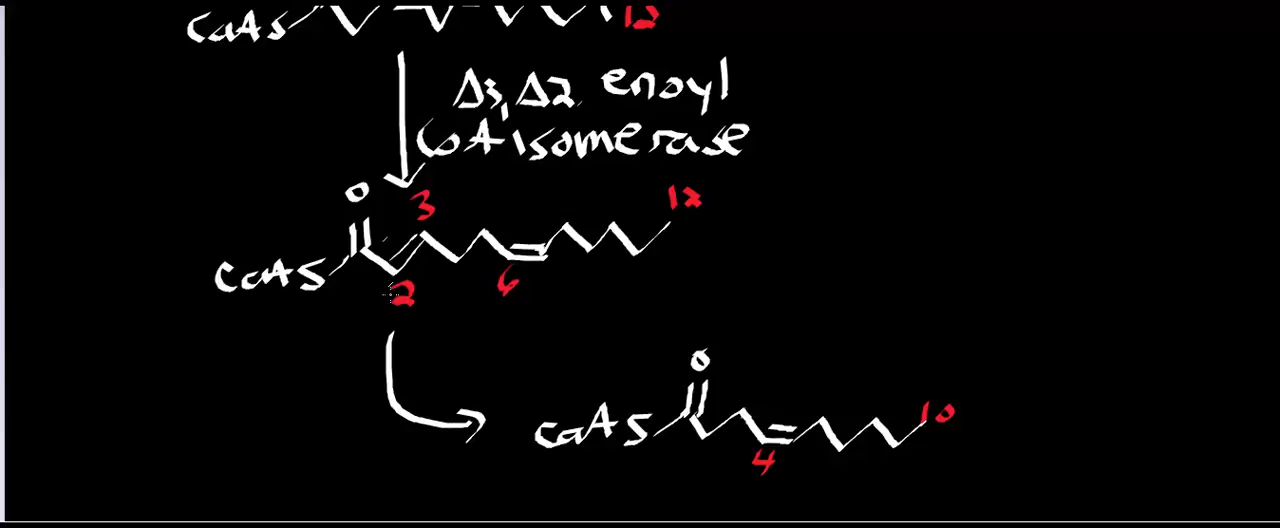 CoAS 12
Δ3,Δ2 enoyl
CoA isomerase
O
3 12
CoAS
2 6
O
CoAS 10
4